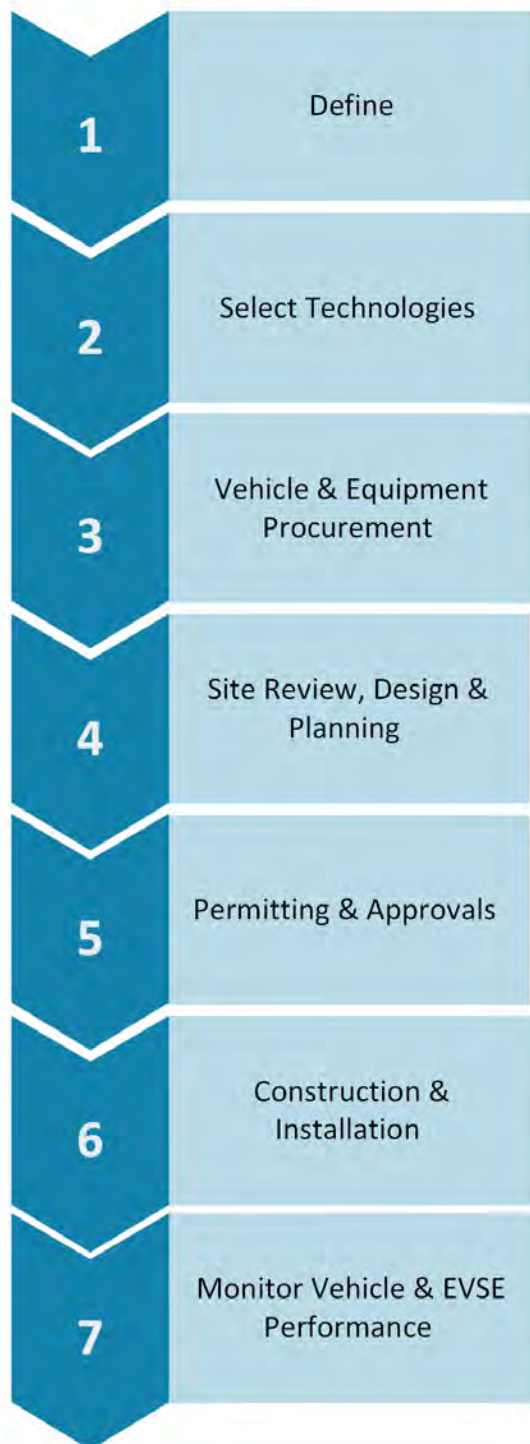 1
Define
2
Select Technologies
3
Vehicle & Equipment
Procurement
4
Site Review, Design &
Planning
5
Permitting & Approvals
6
Construction &
Installation
7
Monitor Vehicle & EVSE
Performance